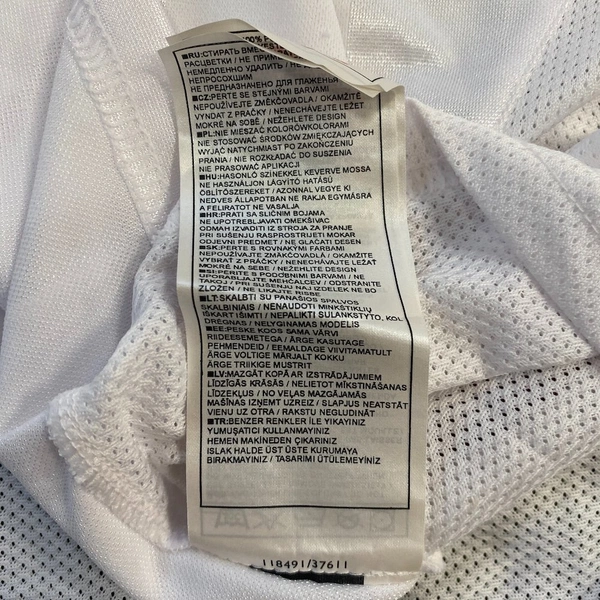 100% P
■RU:СТИРАТЬ ВМЕ
РАСЦВЕТКИ / НЕ ПРИМ
НЕМЕДЛЕННО УДАЛИТЬ / НЕ
НЕПРОСОХШИМ
НЕ ПРЕДНАЗНАЧЕНО ДЛЯ ГЛАЖЕНЬЯ
■CZ:PERTE SE STEJNÝMI BARVAMI
NEPOUŽÍVEJTE ZMĚKČOVADLA / OKAMŽITĚ
VYNDAT Z PRAČKY / NENECHÁVEJTE LEŽET
MOKRÉ NA SOBĚ / NEŽEHLETE DESIGN
■PL:NIE MIESZAĆ KOLORÓWKOLORAMI
NIE STOSOWAĆ ŚRODKÓW ZMIĘKCZAJĄCYCH
WYJĄĆ NATYCHMIAST PO ZAKOŃCZENIU
PRANIA / NIE ROZKŁADAĆ DO SUSZENIA
NIE PRASOWAĆ APLIKACJI
■HU:HASONLÓ SZÍNEKKEL KEVERVE MOSSA
NE HASZNÁLJON LÁGYÍTÓ HATÁSÚ
ÖBLÍTŐSZEREKET / AZONNAL VEGYE KI
NEDVES ÁLLAPOTBAN NE RAKJA EGYMÁSRA
A FELIRATOT NE VASALJA
■HR:PRATI SA SLIČNIM BOJAMA
NE UPOTREBLJAVATI OMEKŠIVAC
ODMAH IZVADITI IZ STROJA ZA PRANJE
PRI SUŠENJU RASPROSTRIJETI MOKAR
ODJEVNI PREDMET / NE GLAČATI DESEN
■SK:PERTE S ROVNAKÝMI FARBAMI
NEPOUŽÍVAJTE ZMÄKČOVADLÁ / OKAMŽITE
VYBRAŤ Z PRÁČKY / NENECHÁVEJTE LEŽAŤ
MOKRÉ NA SEBE / NEŽEHLITE DESIGN
■SI:PERITE S PODOBNIMI BARVAMI / NE
UPORABLJAJTE MEHČALCEV / ODSTRANITE
TAKOJ / PRI SUŠENJU NAJ IZDELEK NE BO
ZLOŽEN / NE LIKAJTE RISBE
■LT:SKALBTI SU PANAŠIOS SPALVOS
SKALBINIAIS / NENAUDOTI MINKŠTIKLIŲ
IŠKART IŠIMTI / NEPALIKTI SULANKSTYTO, KOL
DRĖGNAS / NELYGINAMAS MODELIS
■EE:PESKE KOOS SAMA VÄRVI
RIIDEESEMETEGA / ÄRGE KASUTAGE
PEHMENDEID / EEMALDAGE VIIVITAMATULT
ÄRGE VOLTIGE MÄRJALT KOKKU
ÄRGE TRIIKIGE MUSTRIT
■LV:MAZGĀT KOPĀ AR IZSTRĀDĀJUMIEM
LĪDZĪGĀS KRĀSĀS / NELIETOT MĪKSTINĀŠANAS
LĪDZEKĻUS / NO VEĻAS MAZGĀJAMĀS
MAŠĪNAS IZŅEMT UZREIZ / SLAPJUS NEATSTĀT
VIENU UZ OTRA / RAKSTU NEGLUDINĀT
■TR:BENZER RENKLER İLE YIKAYINIZ
YUMUŞATICI KULLANMAYINIZ
HEMEN MAKİNEDEN ÇIKARINIZ
ISLAK HALDE ÜST ÜSTE KURUMAYA
BIRAKMAYINIZ / TASARIMI ÜTÜLEMEYİNİZ
118491/37611